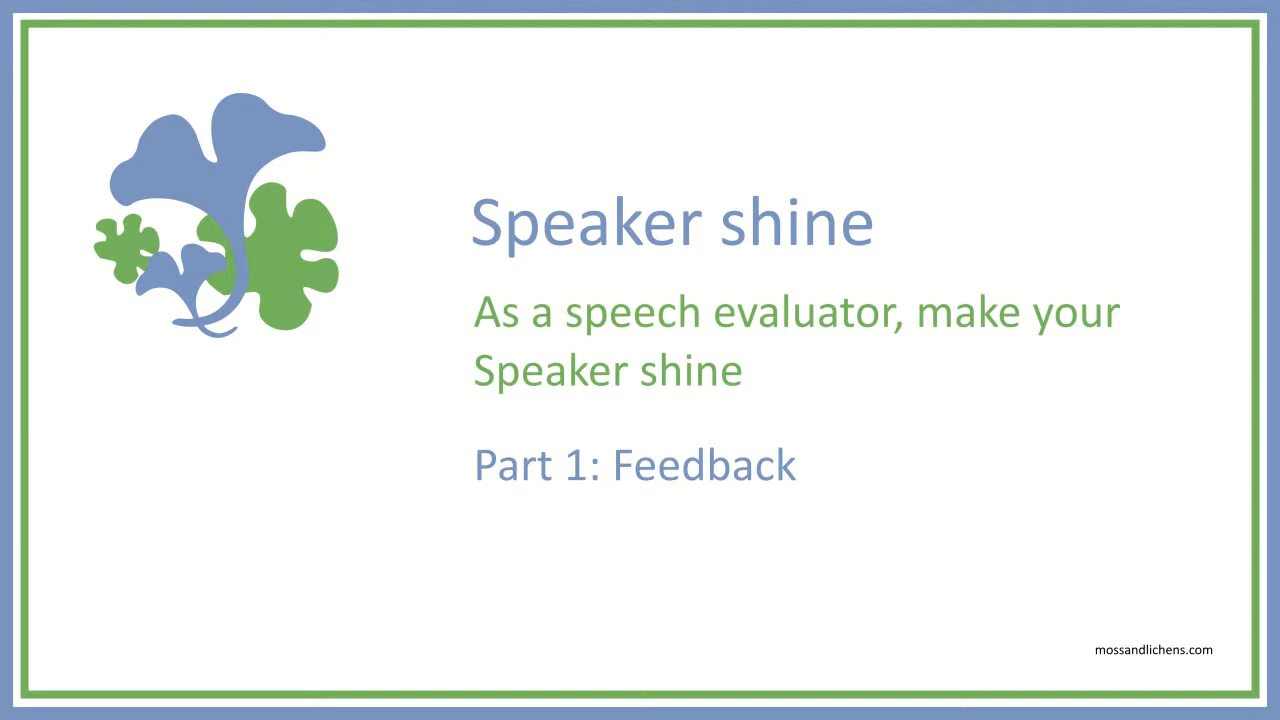 Speaker shine
As a speech evaluator, make your
Speaker shine
Part 1: Feedback
mossandlichens.com